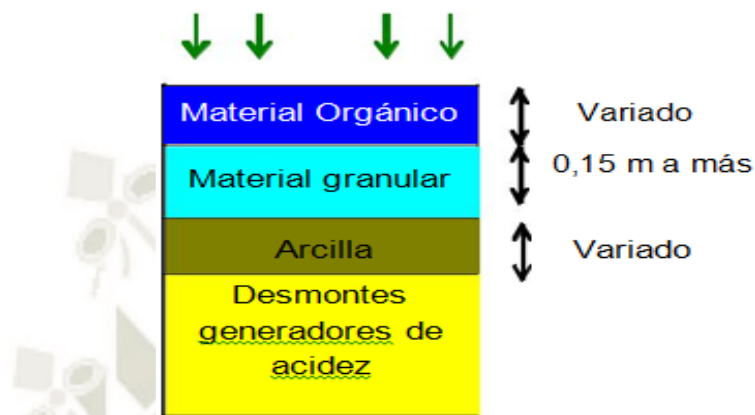 Material Orgánico
Variado
Material granular
0,15 m a más
Arcilla
Variado
Desmontes
generadores de
acidez